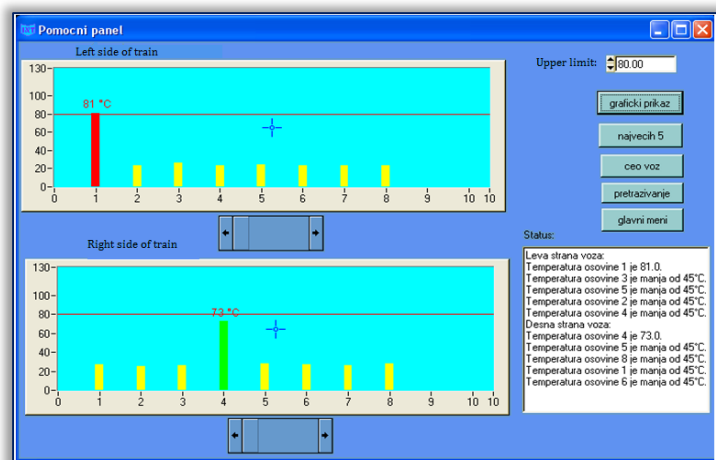 Pomocni panel
Left side of train
130
100
80
60
40
20
0
81 °C
0 1 2 3 4 5 6 7 8 9 10 10
Right side of train
130
100
80
60
40
20
0
73 °C
0 1 2 3 4 5 6 7 8 9 10 10
Upper limit: 80.00
graficki prikaz
najvecih 5
ceo voz
pretrazivanje
glavni meni
Status:
Leva strana voza:
Temperatura osovine 1 je 81.0.
Temperatura osovine 3 je manja od 45°C.
Temperatura osovine 5 je manja od 45°C.
Temperatura osovine 2 je manja od 45°C.
Temperatura osovine 4 je manja od 45°C.
Desna strana voza:
Temperatura osovine 4 je 73.0.
Temperatura osovine 5 je manja od 45°C.
Temperatura osovine 8 je manja od 45°C.
Temperatura osovine 1 je manja od 45°C.
Temperatura osovine 6 je manja od 45°C.